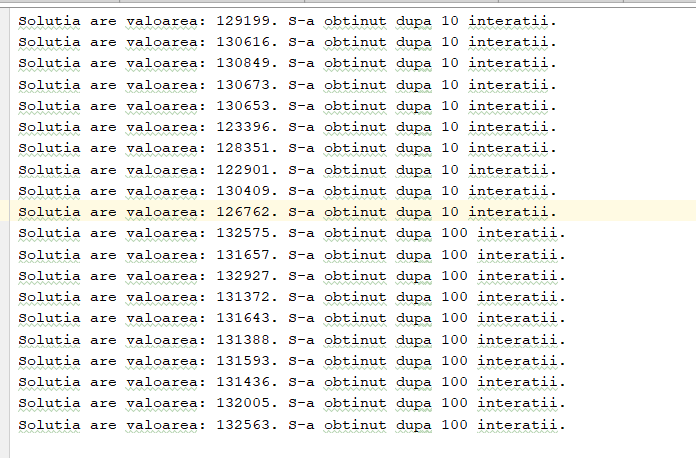 Solutia are valoarea: 129199. S-a obtinut dupa 10 interatii.
Solutia are valoarea: 130616. S-a obtinut dupa 10 interatii.
Solutia are valoarea: 130849. S-a obtinut dupa 10 interatii.
Solutia are valoarea: 130673. S-a obtinut dupa 10 interatii.
Solutia are valoarea: 130653. S-a obtinut dupa 10 interatii.
Solutia are valoarea: 123396. S-a obtinut dupa 10 interatii.
Solutia are valoarea: 128351. S-a obtinut dupa 10 interatii.
Solutia are valoarea: 122901. S-a obtinut dupa 10 interatii.
Solutia are valoarea: 130409. S-a obtinut dupa 10 interatii.
Solutia are valoarea: 126762. S-a obtinut dupa 10 interatii.
Solutia are valoarea: 132575. S-a obtinut dupa 100 interatii.
Solutia are valoarea: 131657. S-a obtinut dupa 100 interatii.
Solutia are valoarea: 132927. S-a obtinut dupa 100 interatii.
Solutia are valoarea: 131372. S-a obtinut dupa 100 interatii.
Solutia are valoarea: 131643. S-a obtinut dupa 100 interatii.
Solutia are valoarea: 131388. S-a obtinut dupa 100 interatii.
Solutia are valoarea: 131593. S-a obtinut dupa 100 interatii.
Solutia are valoarea: 131436. S-a obtinut dupa 100 interatii.
Solutia are valoarea: 132005. S-a obtinut dupa 100 interatii.
Solutia are valoarea: 132563. S-a obtinut dupa 100 interatii.